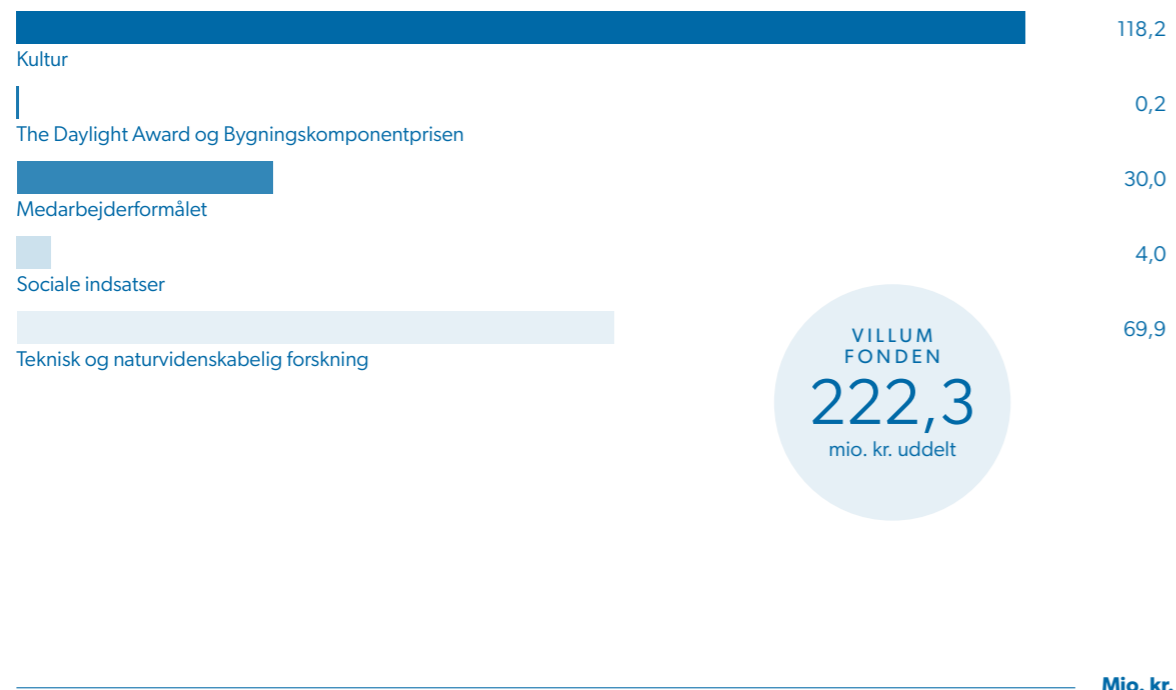 118,2
Kultur
0,2
The Daylight Award og Bygningskomponentprisen
30,0
Medarbejderformålet
4,0
Sociale indsatser
69,9
Teknisk og naturvidenskabelig forskning
VILLUM
FONDEN
222,3
mio. kr. uddelt
Mio. kr.